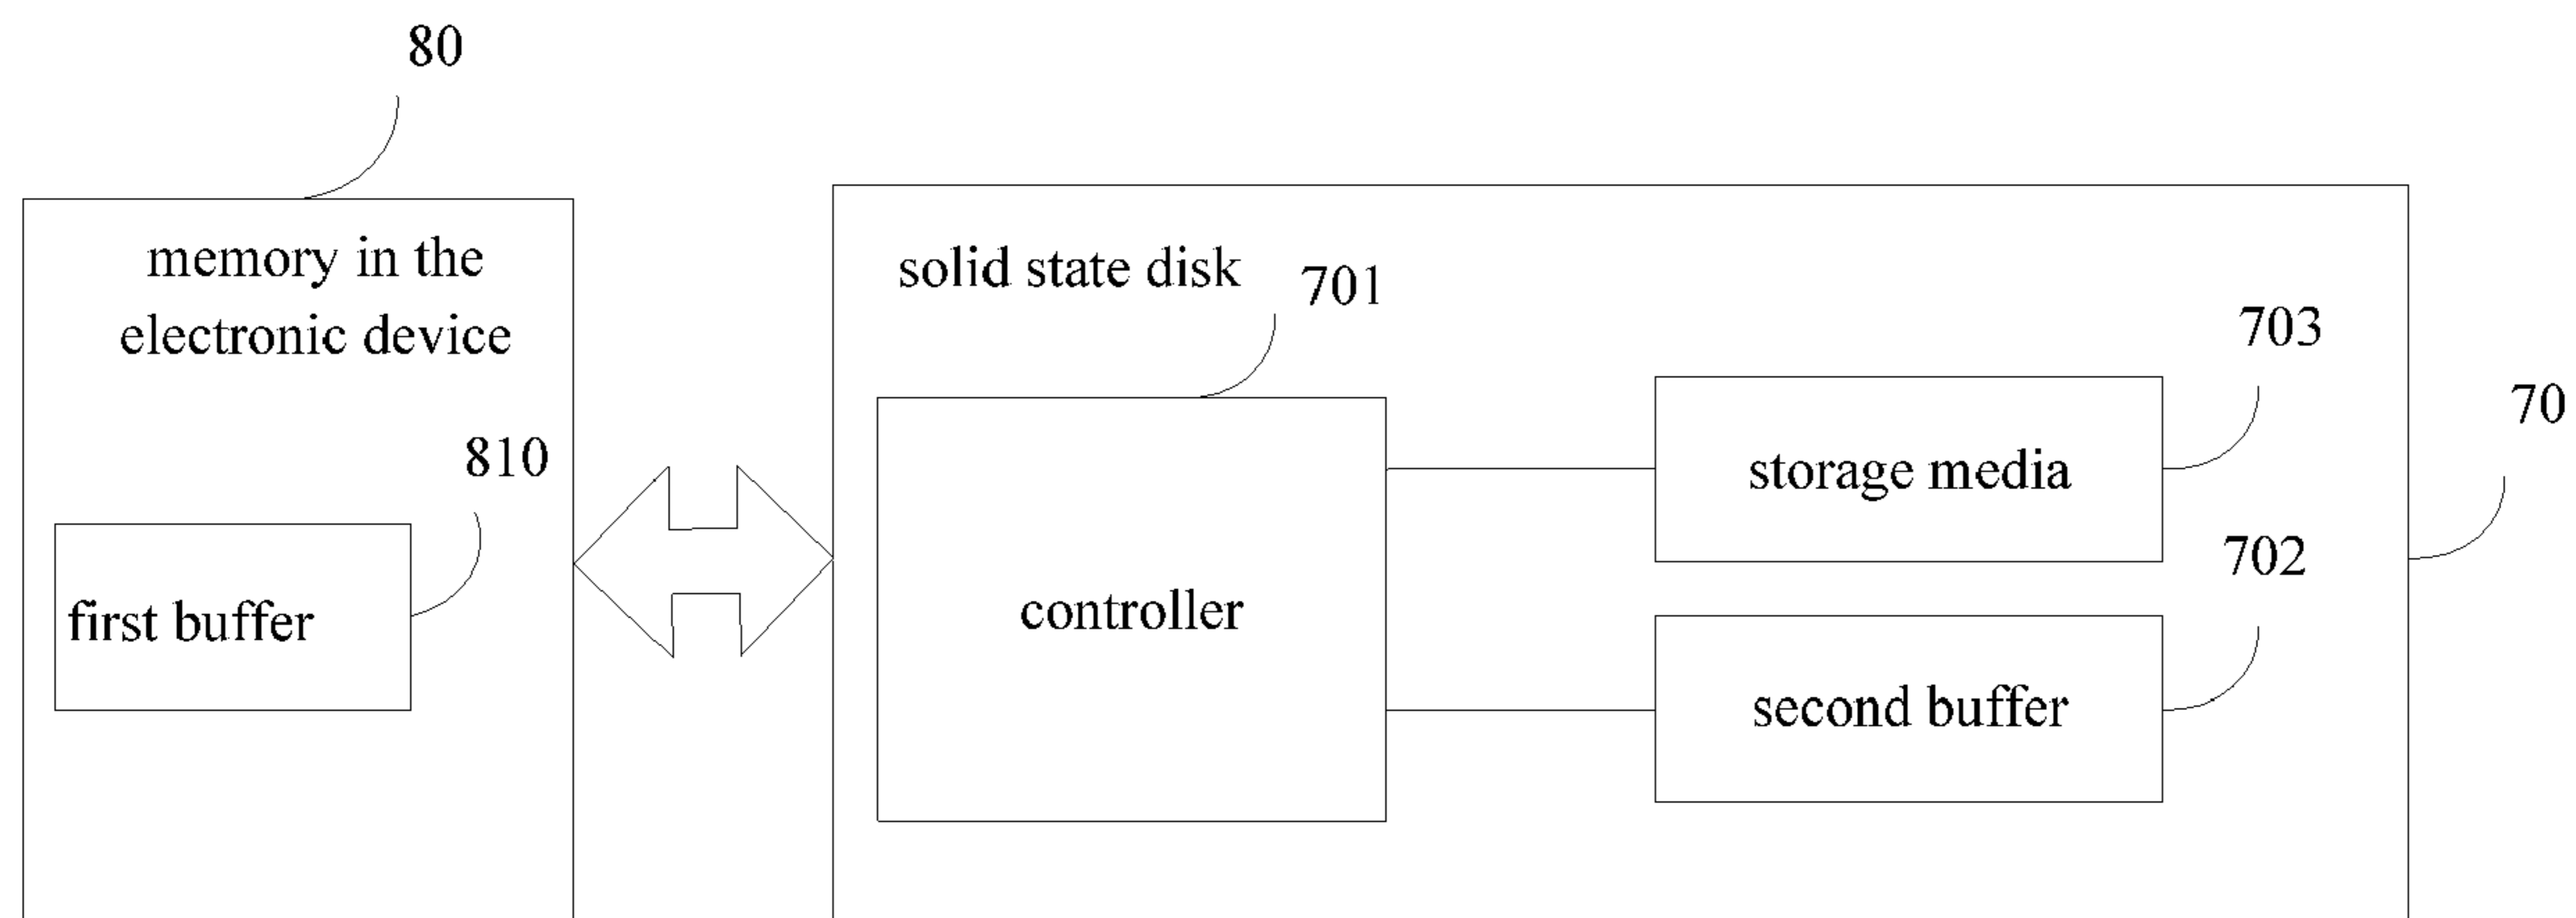 80
memory in the
electronic device
810
first buffer
solid state disk
701
controller
703
storage media
702
second buffer
70